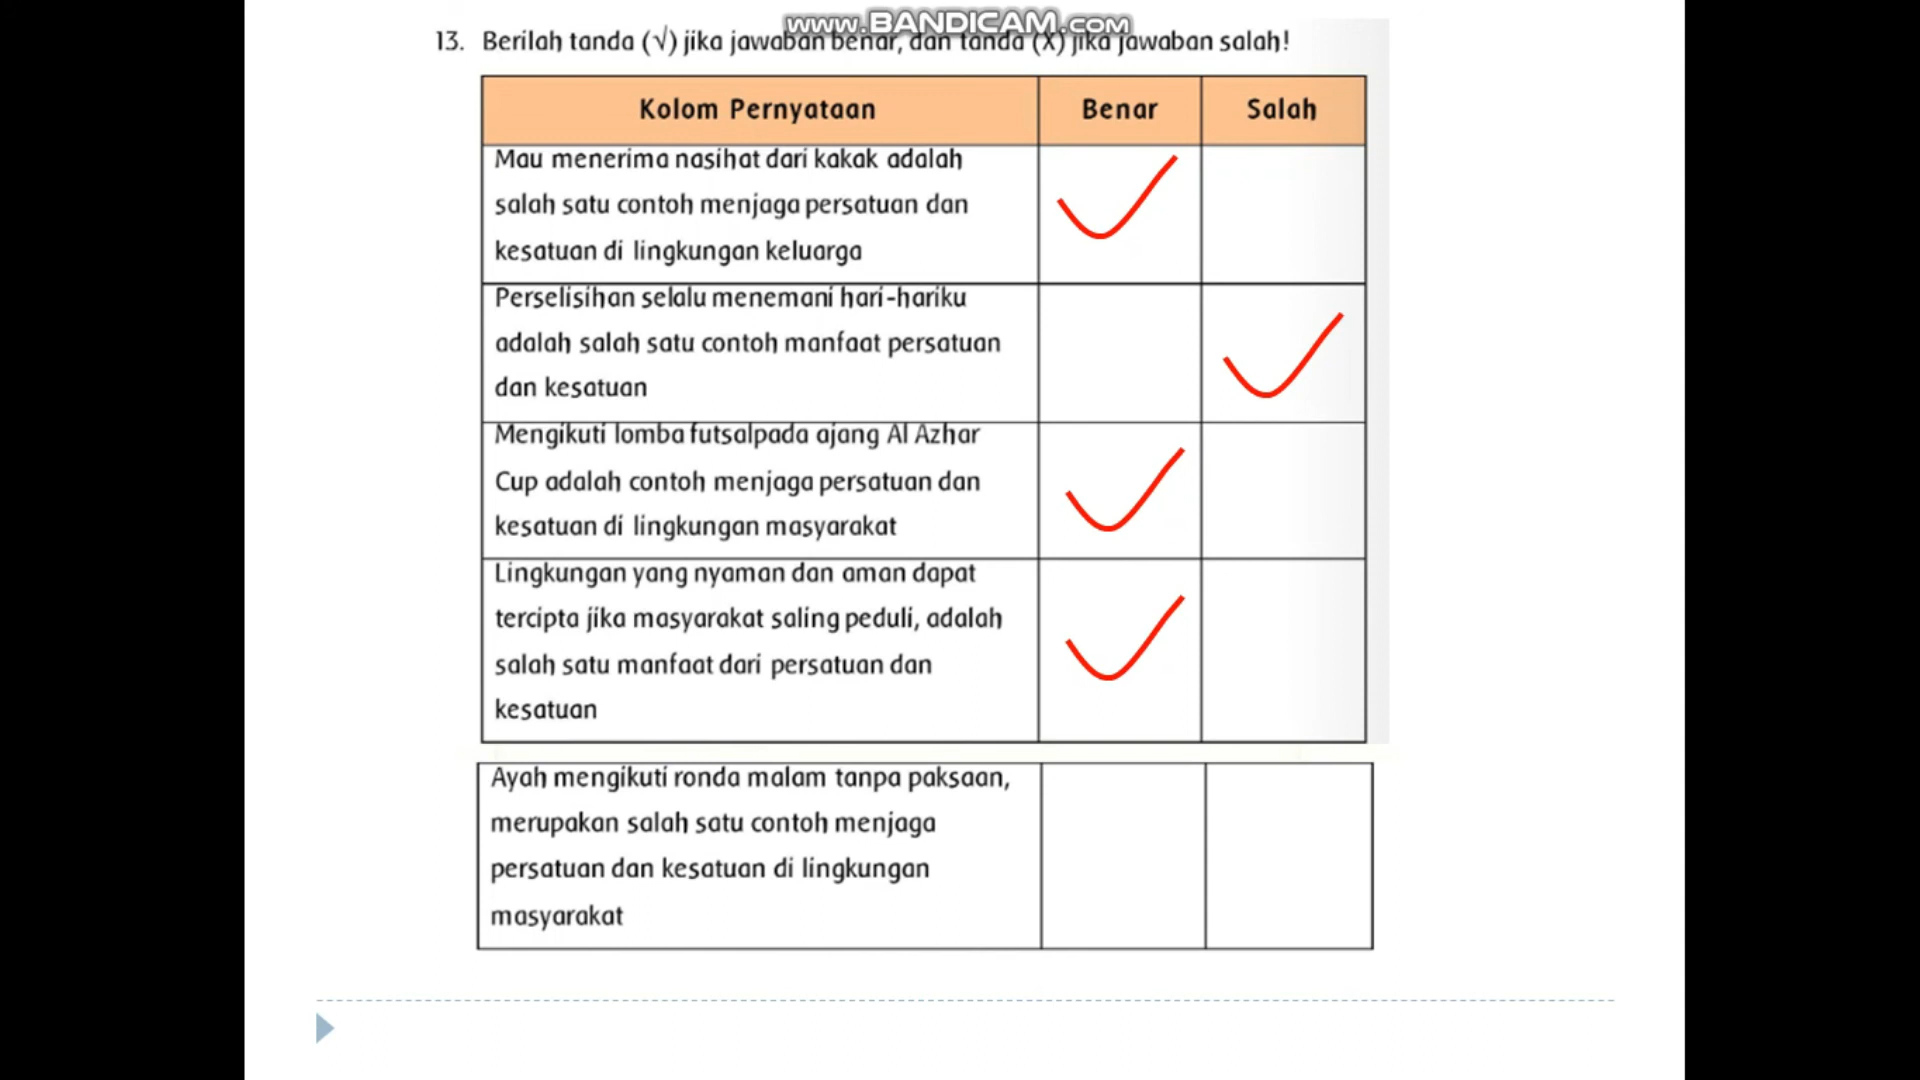 www.BANDICAM.com
13. Berilah tanda (√) jika jawaban benar, dan tanda (X) jika jawaban salah!
Kolom Pernyataan Benar Salah
Mau menerima nasihat dari kakak adalah
salah satu contoh menjaga persatuan dan
kesatuan di lingkungan keluarga
Perselisihan selalu menemani hari-hariku
adalah salah satu contoh manfaat persatuan
dan kesatuan
Mengikuti lomba futsalpada ajang Al Azhar
Cup adalah contoh menjaga persatuan dan
kesatuan di lingkungan masyarakat
Lingkungan yang nyaman dan aman dapat
tercipta jika masyarakat saling peduli, adalah
salah satu manfaat dari persatuan dan
kesatuan
Ayah mengikuti ronda malam tanpa paksaan,
merupakan salah satu contoh menjaga
persatuan dan kesatuan di lingkungan
masyarakat